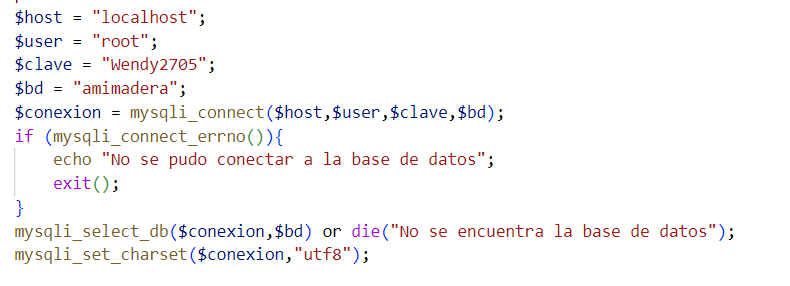 $host = "localhost";
$user = "root";
$clave = "Wendy2705";
$bd = "amimadera";
$conexion = mysqli_connect($host,$user,$clave,$bd);
if (mysqli_connect_errno()){
    echo "No se pudo conectar a la base de datos";
    exit();
}
mysqli_select_db($conexion,$bd) or die("No se encuentra la base de datos");
mysqli_set_charset($conexion,"utf8");